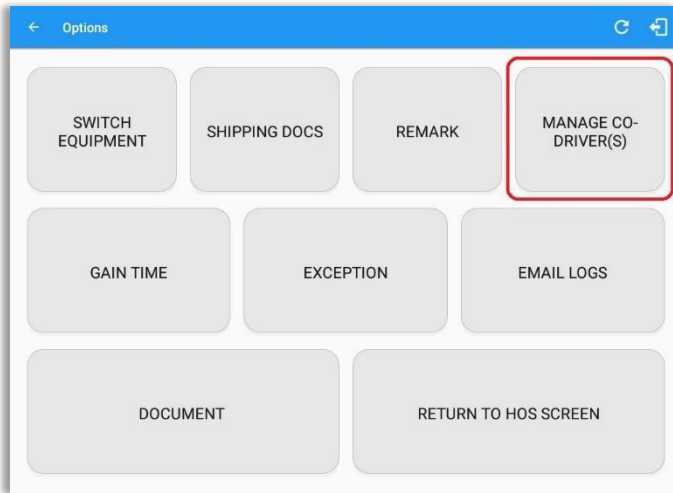 Options
SWITCH
EQUIPMENT
SHIPPING DOCS
REMARK
MANAGE CO-
DRIVER(S)
GAIN TIME
EXCEPTION
EMAIL LOGS
DOCUMENT
RETURN TO HOS SCREEN